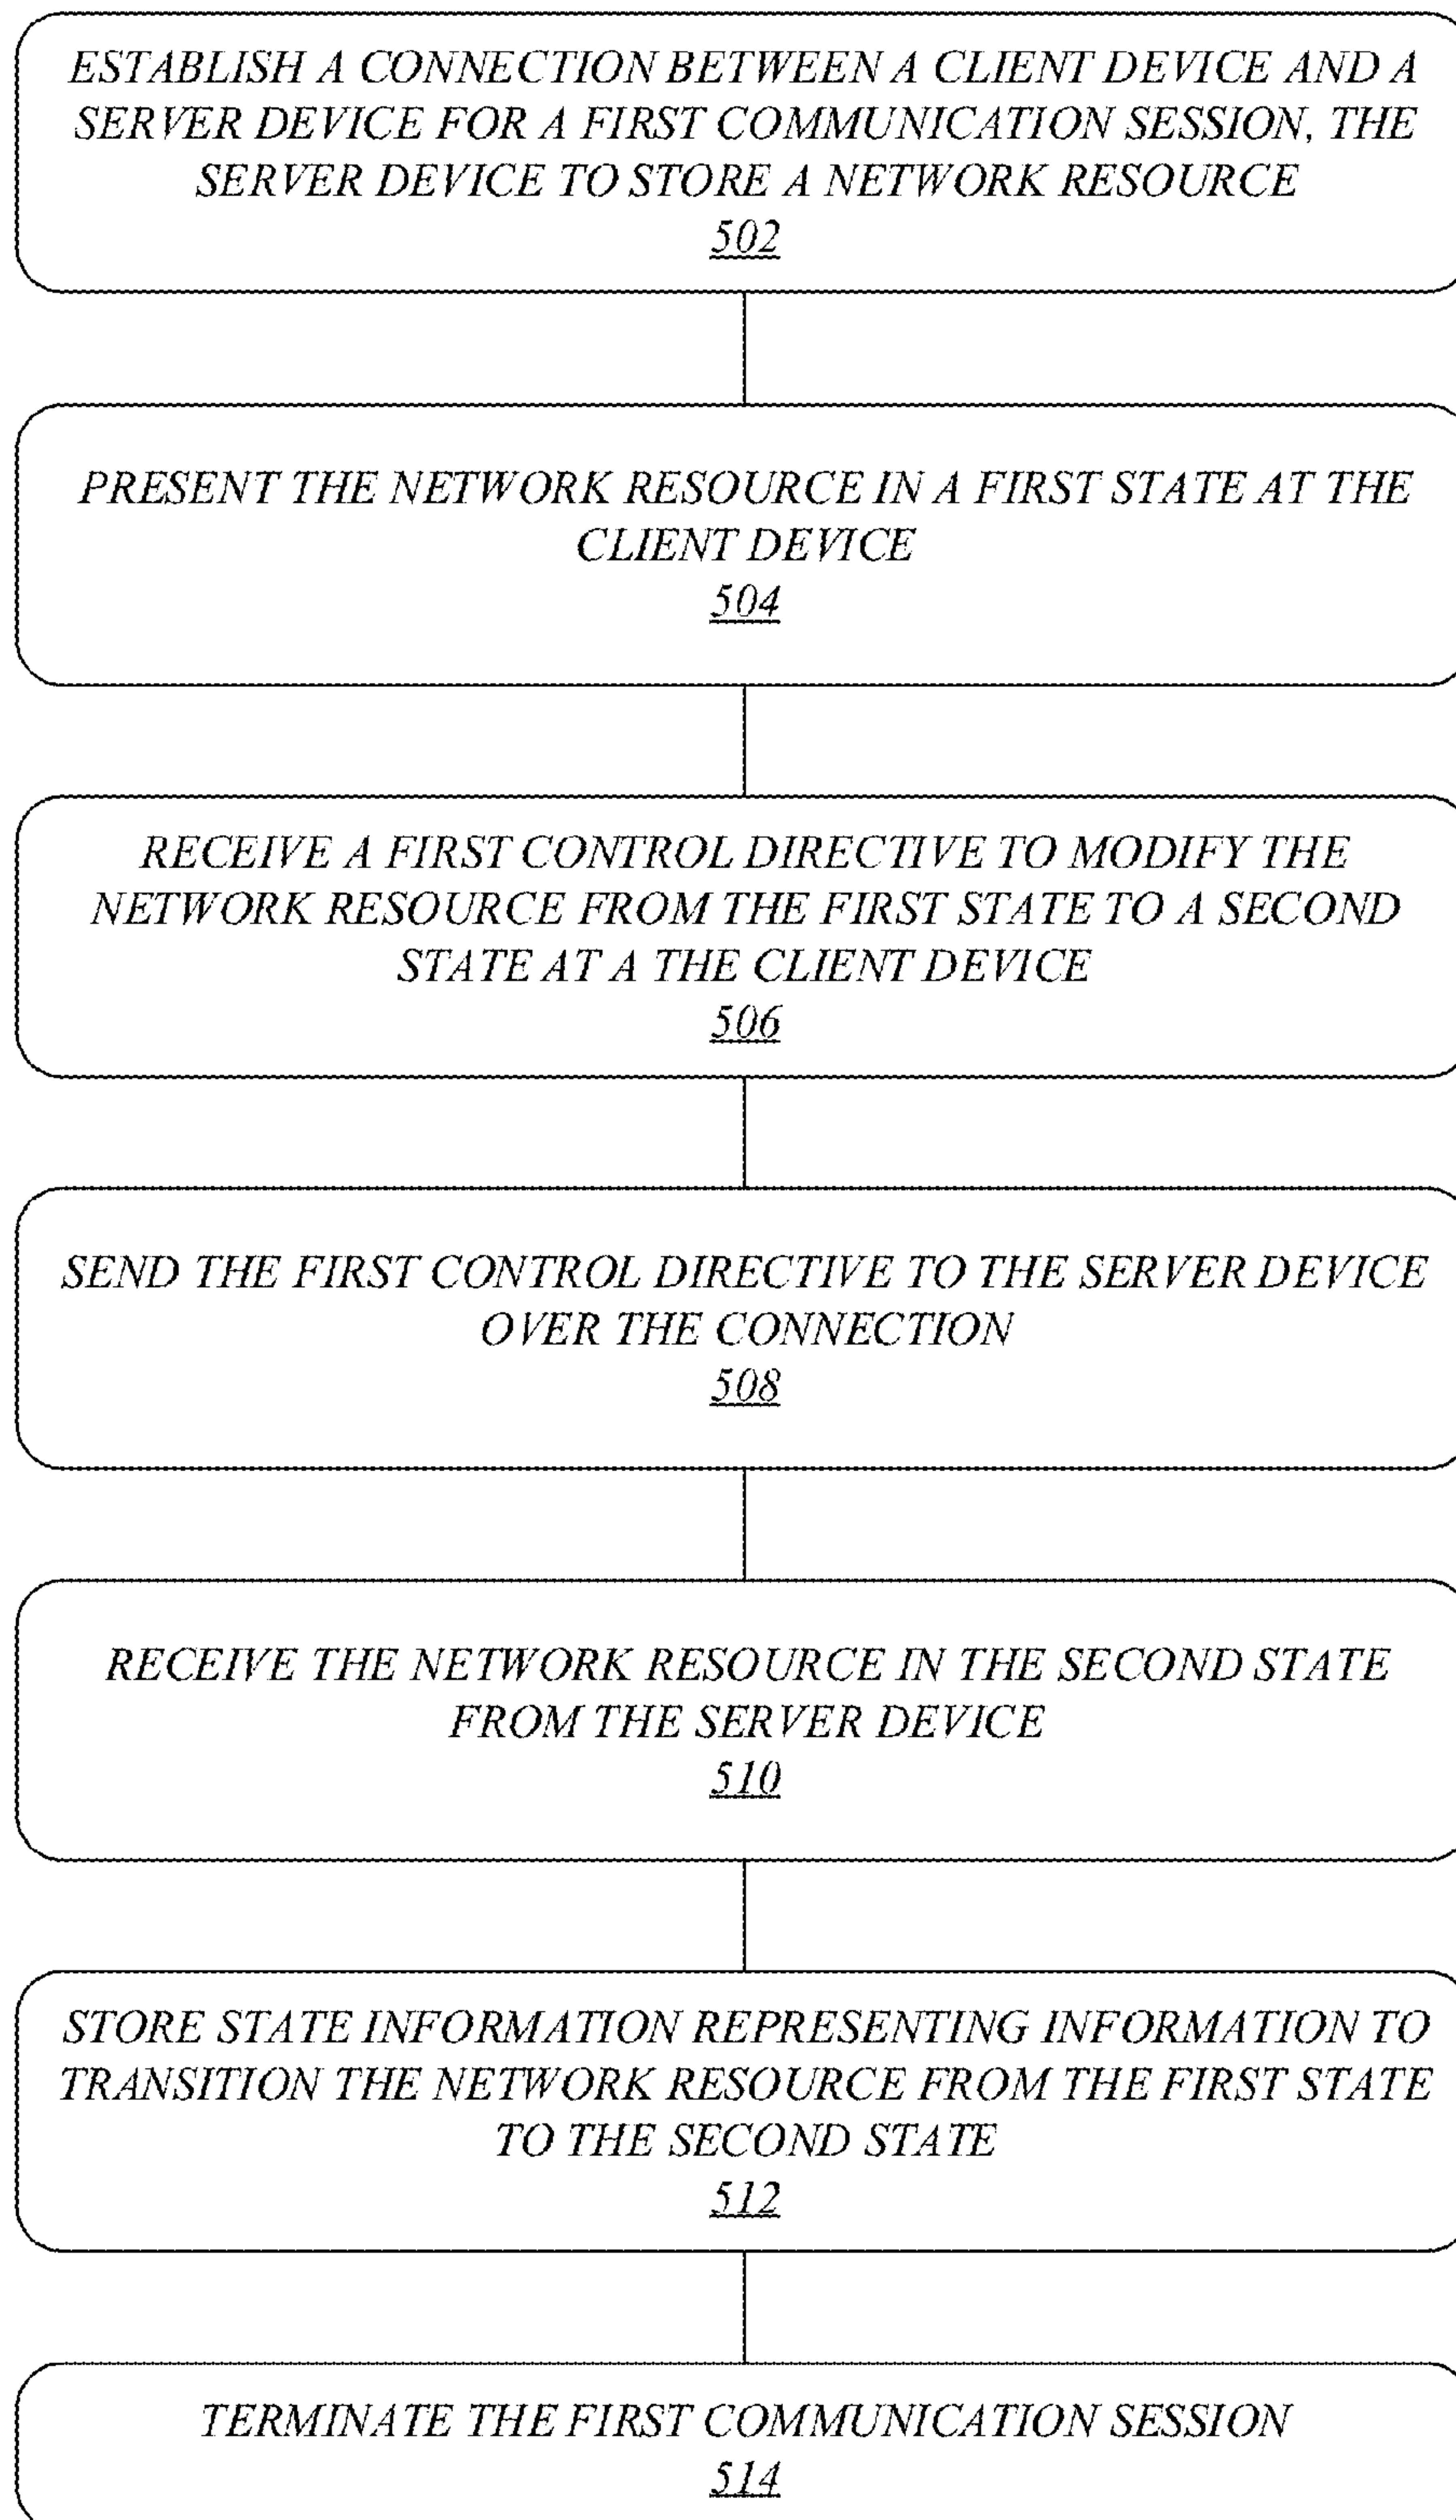 ESTABLISH A CONNECTION BETWEEN A CLIENT DEVICE AND A
SERVER DEVICE FOR A FIRST COMMUNICATION SESSION, THE
SERVER DEVICE TO STORE A NETWORK RESOURCE
502
PRESENT THE NETWORK RESOURCE IN A FIRST STATE AT THE
CLIENT DEVICE
504
RECEIVE A FIRST CONTROL DIRECTIVE TO MODIFY THE
NETWORK RESOURCE FROM THE FIRST STATE TO A SECOND
STATE AT A THE CLIENT DEVICE
506
SEND THE FIRST CONTROL DIRECTIVE TO THE SERVER DEVICE
OVER THE CONNECTION
508
RECEIVE THE NETWORK RESOURCE IN THE SECOND STATE
FROM THE SERVER DEVICE
510
STORE STATE INFORMATION REPRESENTING INFORMATION TO
TRANSITION THE NETWORK RESOURCE FROM THE FIRST STATE
TO THE SECOND STATE
512
TERMINATE THE FIRST COMMUNICATION SESSION
514